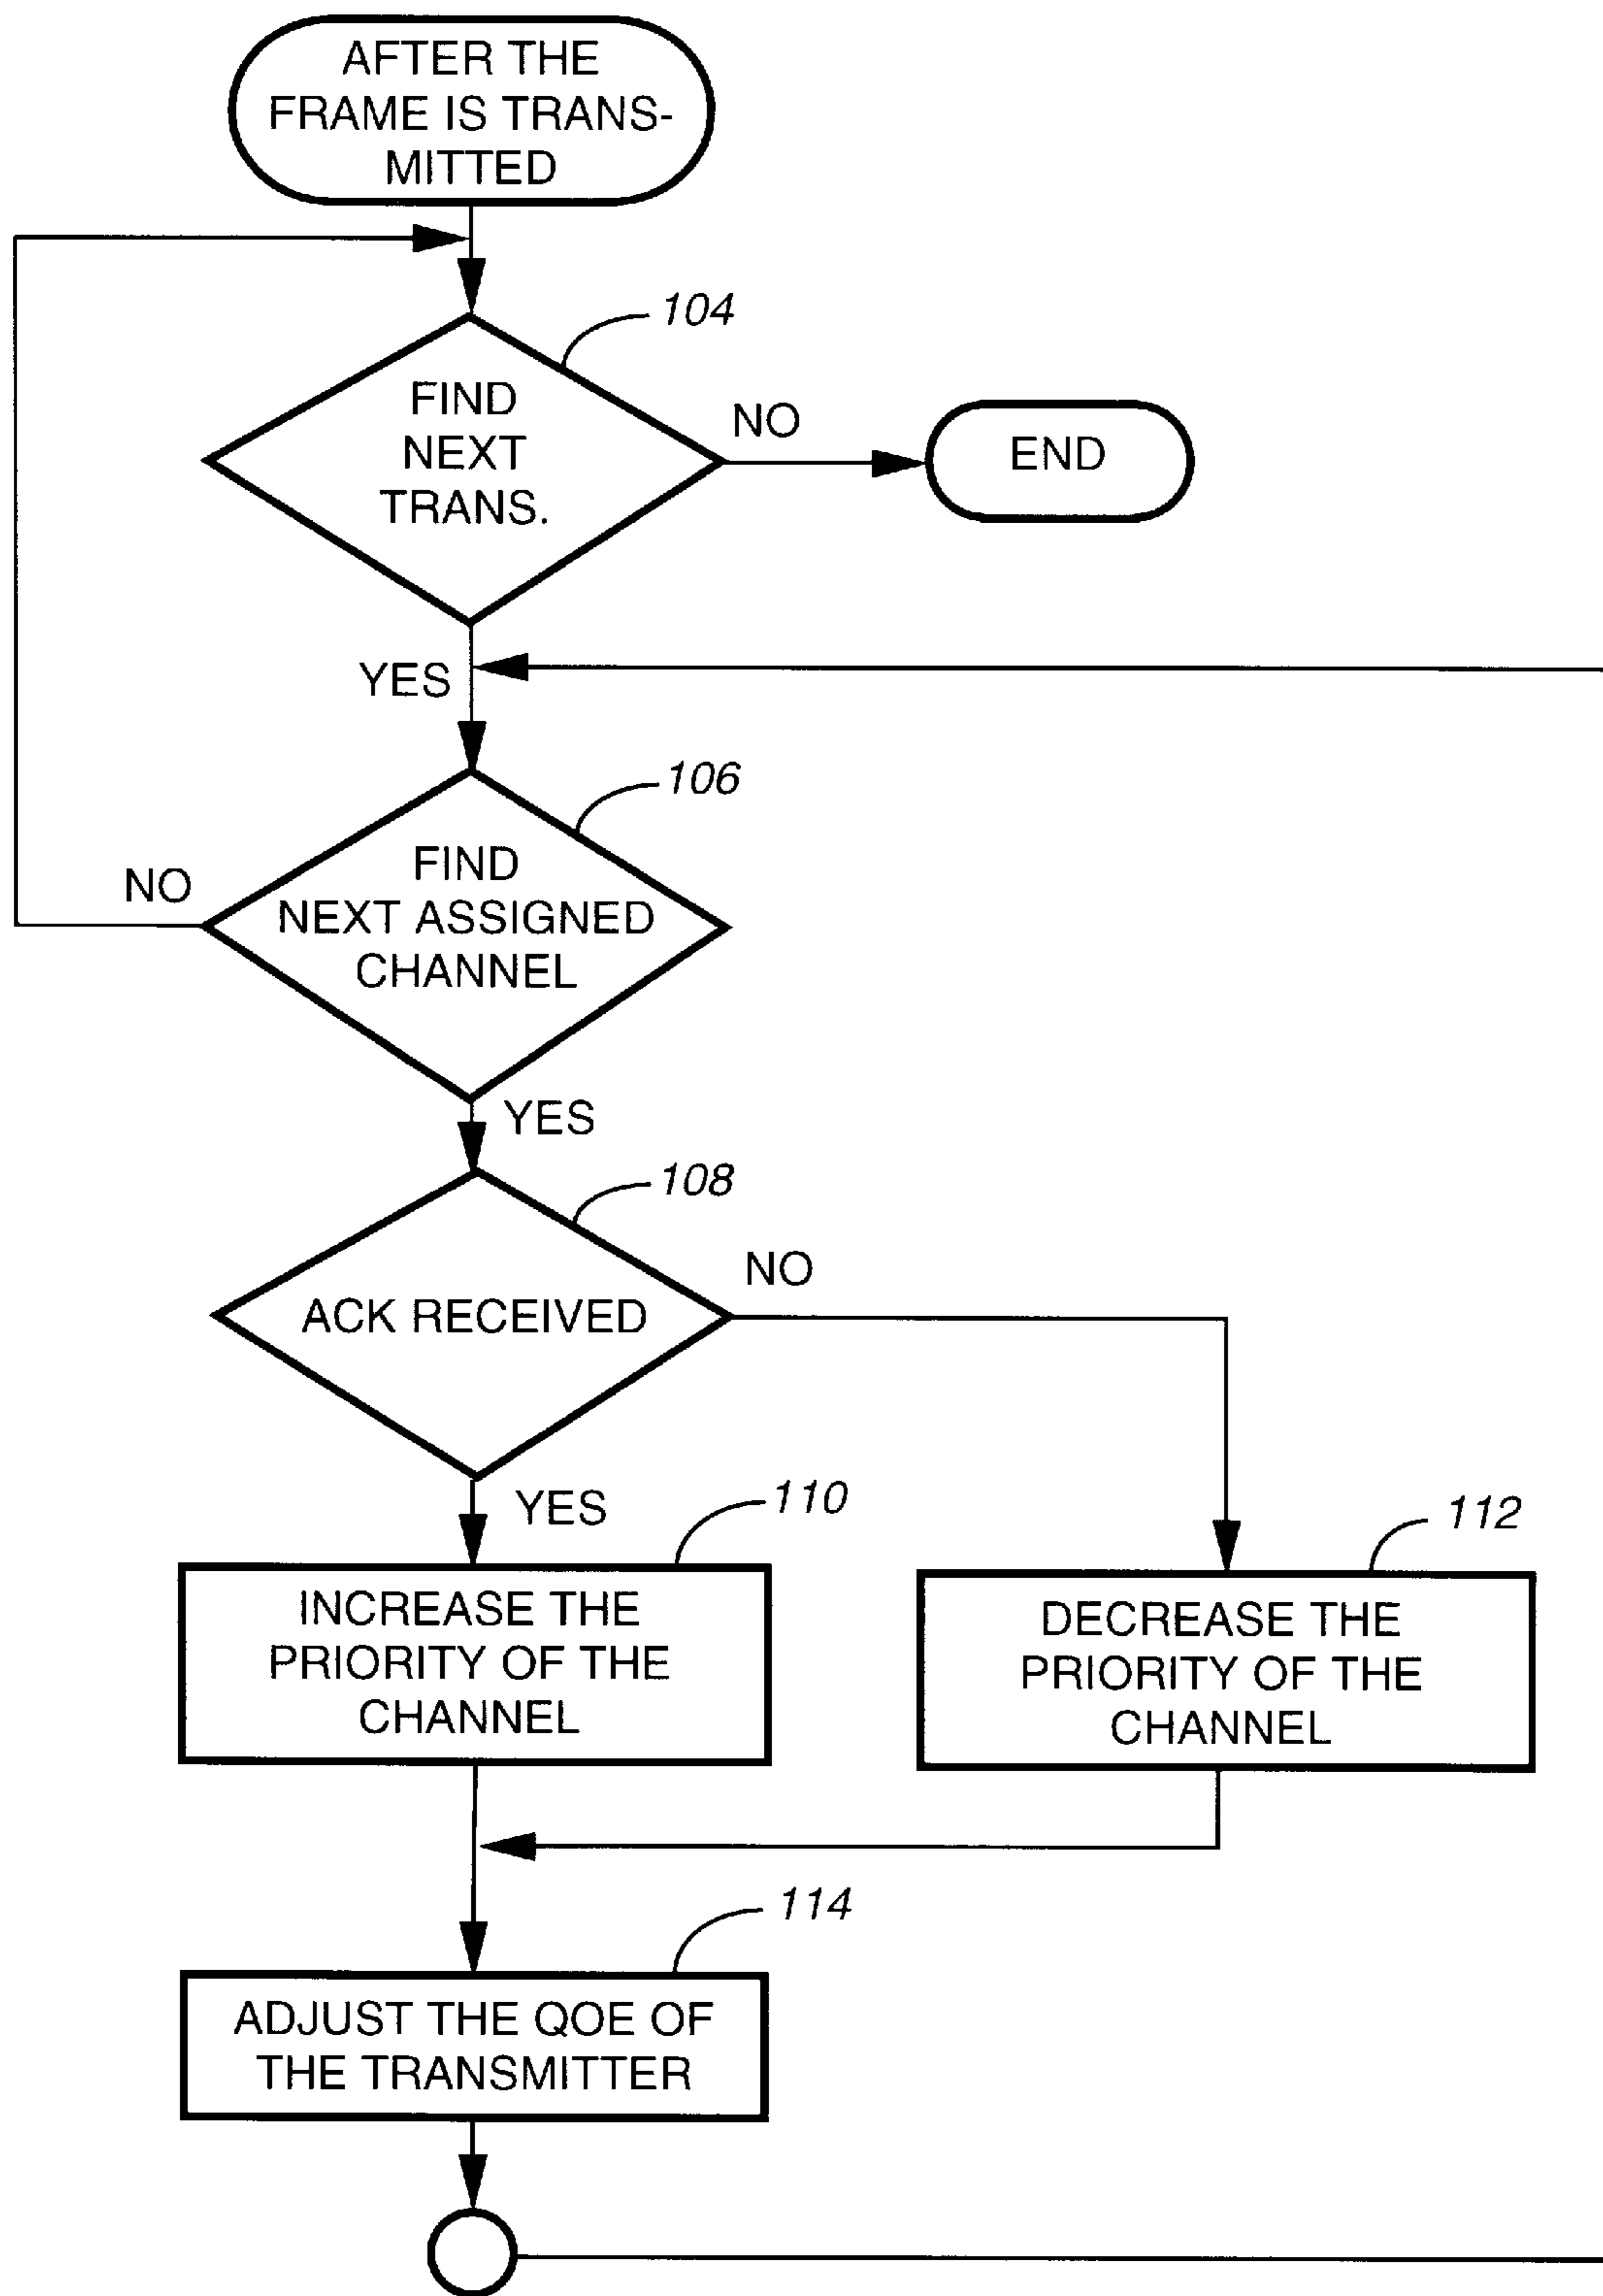 AFTER THE
FRAME IS TRANS-
MITTED
104
FIND
NEXT
TRANS.
NO
END
YES
106
FIND
NEXT ASSIGNED
CHANNEL
NO
YES
108
ACK RECEIVED
NO
YES
110
INCREASE THE
PRIORITY OF THE
CHANNEL
112
DECREASE THE
PRIORITY OF THE
CHANNEL
114
ADJUST THE QOE OF
THE TRANSMITTER